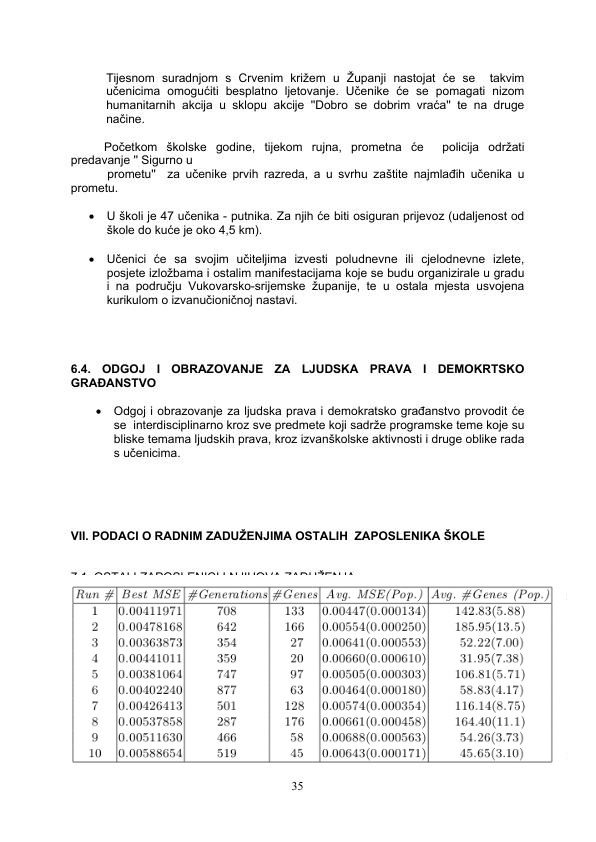 Tijesnom suradnjom s Crvenim križem u Županji nastojat će se takvim
učenicima omogućiti besplatno ljetovanje. Učenike će se pomagati nizom
humanitarnih akcija u sklopu akcije "Dobro se dobrim vraća" te na druge
načine.
Početkom školske godine, tijekom rujna, prometna će policija održati
predavanje " Sigurno u
prometu" za učenike prvih razreda, a u svrhu zaštite najmlađih učenika u
prometu.
• U školi je 47 učenika - putnika. Za njih će biti osiguran prijevoz (udaljenost od
škole do kuće je oko 4,5 km).
• Učenici će sa svojim učiteljima izvesti poludnevne ili cjelodnevne izlete,
posjete izložbama i ostalim manifestacijama koje se budu organizirale u gradu
i na području Vukovarsko-srijemske županije, te u ostala mjesta usvojena
kurikulom o izvanučioničnoj nastavi.
6.4. ODGOJ I OBRAZOVANJE ZA LJUDSKA PRAVA I DEMOKRTSKO
GRAĐANSTVO
• Odgoj i obrazovanje za ljudska prava i demokratsko građanstvo provodit će
se interdisciplinarno kroz sve predmete koji sadrže programske teme koje su
bliske temama ljudskih prava, kroz izvanškolske aktivnosti i druge oblike rada
s učenicima.
VII. PODACI O RADNIM ZADUŽENJIMA OSTALIH ZAPOSLENIKA ŠKOLE
Run # Best MSE #Generations #Genes Avg. MSE(Pop.) Avg. #Genes (Pop.)
1 0.00411971 708 133 0.00447(0.000134) 142.83(5.88)
2 0.00478168 642 166 0.00554(0.000250) 185.95(13.5)
3 0.00363873 354 27 0.00641(0.000553) 52.22(7.00)
4 0.00441011 359 20 0.00660(0.000610) 31.95(7.38)
5 0.00381064 747 97 0.00505(0.000303) 106.81(5.71)
6 0.00402240 877 63 0.00464(0.000180) 58.83(4.17)
7 0.00426413 501 128 0.00574(0.000354) 116.14(8.75)
8 0.00537858 287 176 0.00661(0.000458) 164.40(11.1)
9 0.00511630 466 58 0.00688(0.000563) 54.26(3.73)
10 0.00588654 519 45 0.00643(0.000171) 45.65(3.10)
35